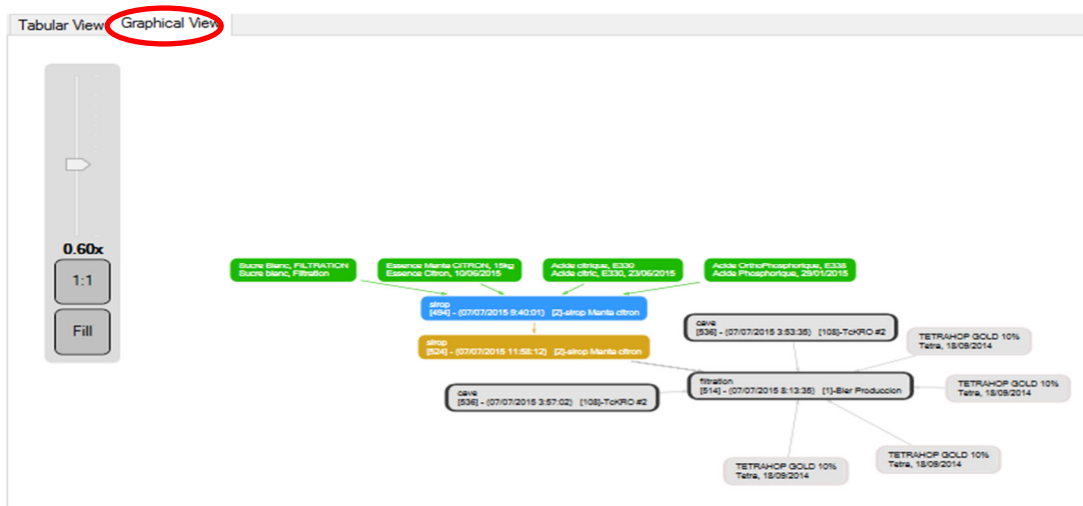 Tabular View
Graphical View
0.60x
1:1
Fill
Sucre Blanc, FILTRATION
Sucre blanc, Filtration
Essence Menta CITRON, 15kg
Essence Citron, 10/06/2015
Acide citrique, E330
Acide citric, E330, 23/06/2015
Acide OrthoPhosphorique, E338
Acide Phosphorique, 29/01/2015
sirop
[494] - (07/07/2015 9:40:01) [2]-sirop Menta citron
sirop
[524] - (07/07/2015 11:58:12) [2]-sirop Menta citron
cave
[536] - (07/07/2015 3:53:35) [108]-TcKRO #2
TETRAHOP GOLD 10%
Tetra, 18/09/2014
filtration
[514] - (07/07/2015 8:13:35) [1]-Bier Produccion
TETRAHOP GOLD 10%
Tetra, 18/09/2014
cave
[536] - (07/07/2015 3:57:02) [108]-TcKRO #2
TETRAHOP GOLD 10%
Tetra, 18/09/2014
TETRAHOP GOLD 10%
Tetra, 18/09/2014